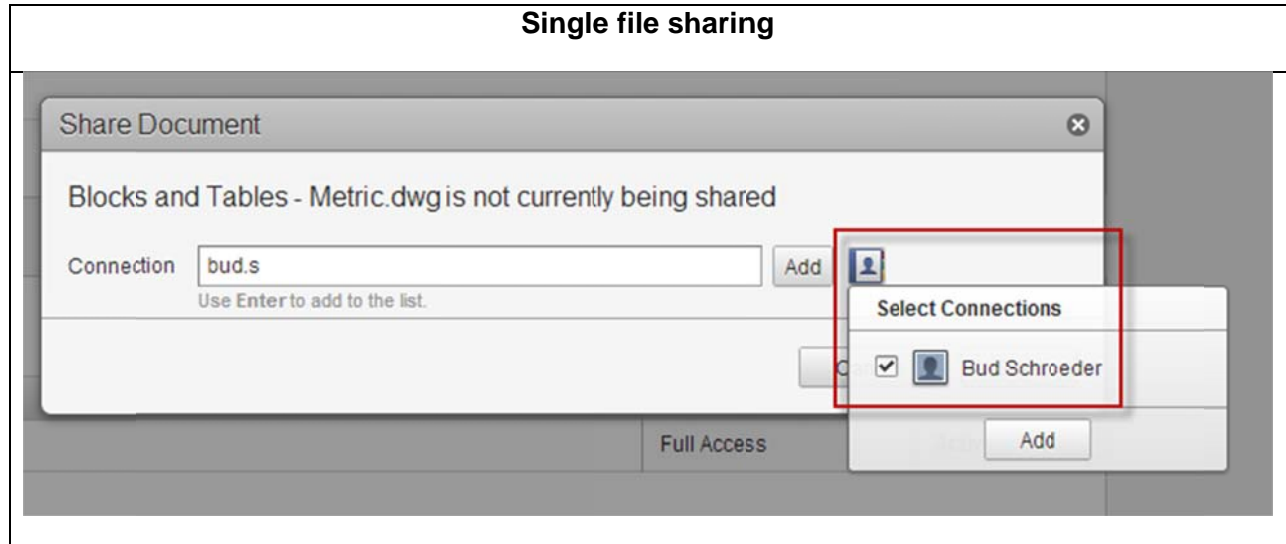 Single file sharing
Share Document
Blocks and Tables - Metric.dwg is not currently being shared
Connection bud.s Add
Use Enter to add to the list.
Select Connections
Bud Schroeder
Add
Full Access